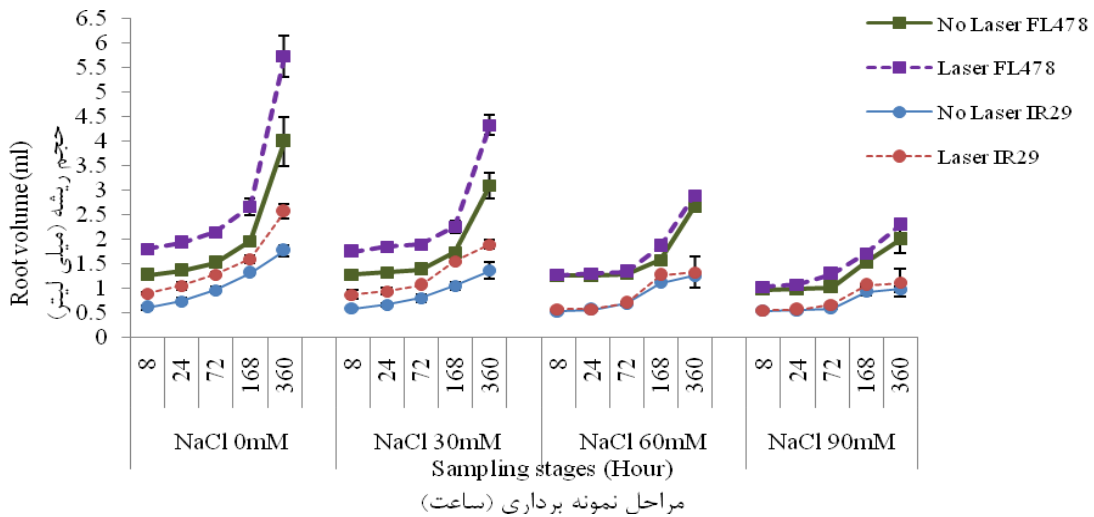 Root volume (ml)
حجم ریشه (میلی لیتر)
6.5
6
5.5
5
4.5
4
3.5
3
2.5
2
1.5
1
0.5
0
No Laser FL478
Laser FL478
No Laser IR29
Laser IR29
8 24 72 168 360 8 24 72 168 360 8 24 72 168 360 8 24 72 168 360
NaCl 0mM NaCl 30mM NaCl 60mM NaCl 90mM
Sampling stages (Hour)
مراحل نمونه برداری (ساعت)